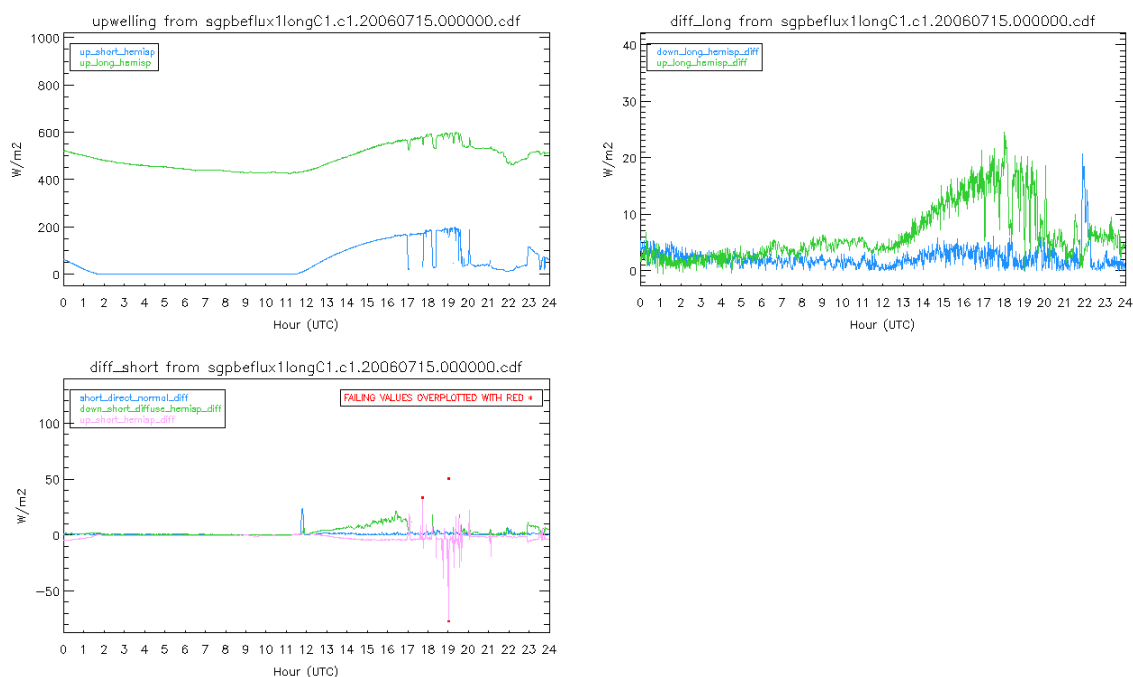 upwelling from sgpbeflux1longC1.c1.20060715.000000.cdf
1000
800
600
400
200
0
W/m2
up_short_hemisp
up_long_hemisp
0 1 2 3 4 5 6 7 8 9 10 11 12 13 14 15 16 17 18 19 20 21 22 23 24
Hour (UTC)
diff_long from sgpbeflux1longC1.c1.20060715.000000.cdf
40
30
20
10
0
W/m2
down_long_hemisp_diff
up_long_hemisp_diff
0 1 2 3 4 5 6 7 8 9 10 11 12 13 14 15 16 17 18 19 20 21 22 23 24
Hour (UTC)
diff_short from sgpbeflux1longC1.c1.20060715.000000.cdf
100
50
0
−50
W/m2
short_direct_normal_diff
down_short_diffuse_hemisp_diff
up_short_hemisp_diff
FAILING VALUES OVERPLOTTED WITH RED *
0 1 2 3 4 5 6 7 8 9 10 11 12 13 14 15 16 17 18 19 20 21 22 23 24
Hour (UTC)